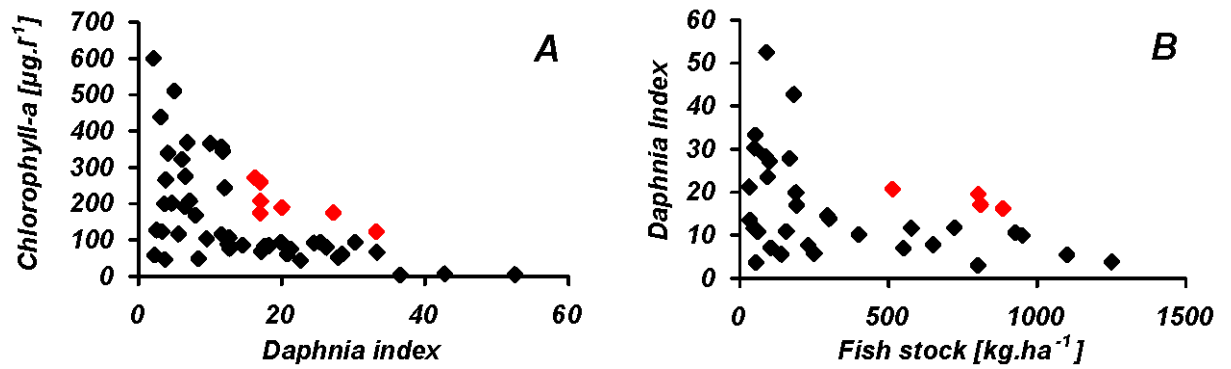 700
600
500
400
300
200
100
0
Chlorophyll-a [µg.l⁻¹]
0 20 40 60
Daphnia index
A
60
50
40
30
20
10
0
Daphnia Index
0 500 1000 1500
Fish stock [kg.ha⁻¹]
B